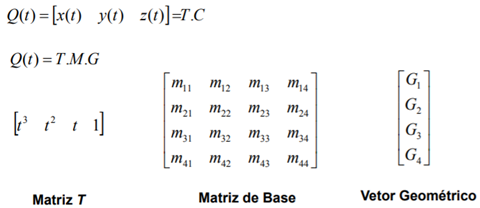 Q(t) = [x(t) y(t) z(t)]=T.C
Q(t) = T.M.G
[t³ t² t 1]
m₁₁ m₁₂ m₁₃ m₁₄
m₂₁ m₂₂ m₂₃ m₂₄
m₃₁ m₃₂ m₃₃ m₃₄
m₄₁ m₄₂ m₄₃ m₄₄
G₁
G₂
G₃
G₄
Matriz T
Matriz de Base
Vetor Geométrico